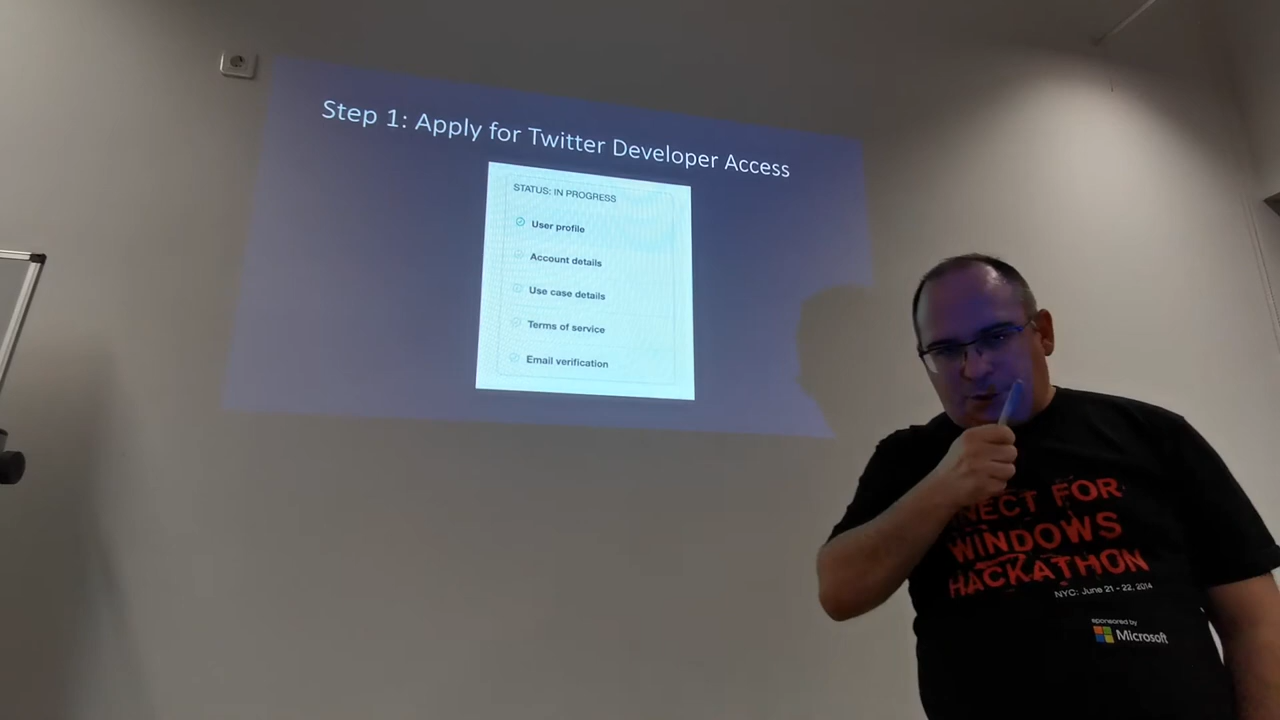 Step 1: Apply for Twitter Developer Access
STATUS: IN PROGRESS
User profile
Account details
Use case details
Terms of service
Email verification
FOR
WINDOWS
HACKATHON
NYC: June 21 - 22, 2014
sponsored by
Microsoft